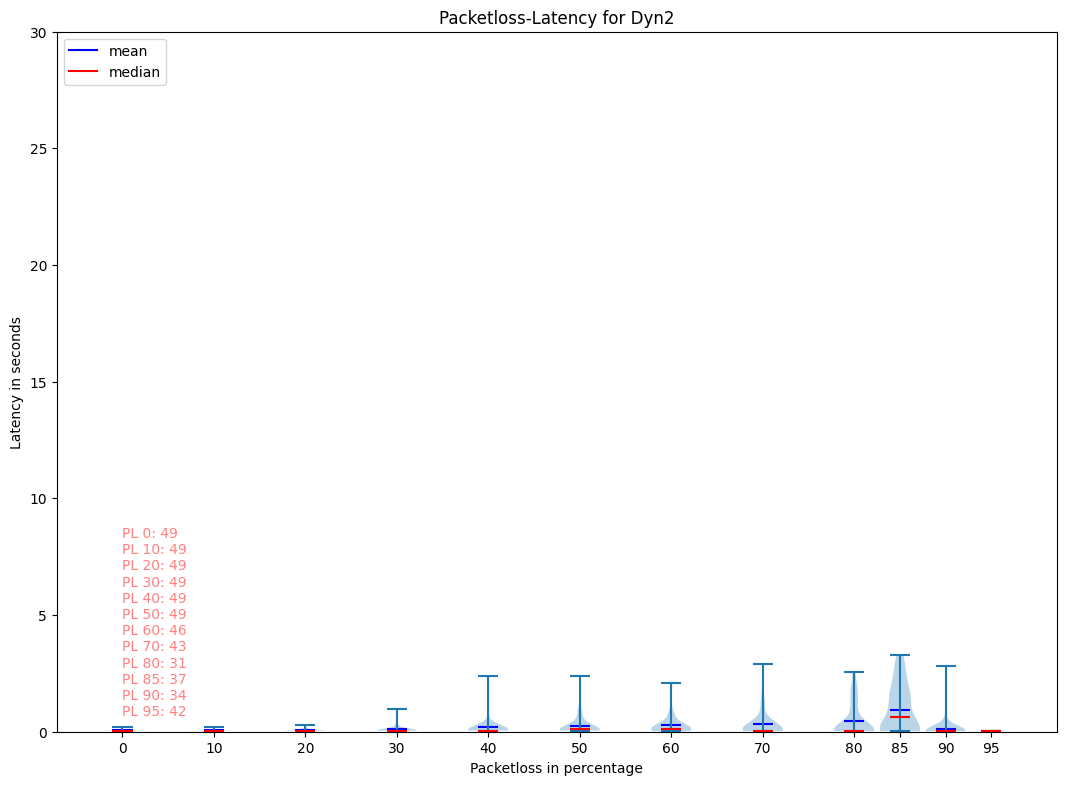 Packetloss-Latency for Dyn2
mean
median
30
25
20
15
10
5
0
Latency in seconds
PL 0: 49
PL 10: 49
PL 20: 49
PL 30: 49
PL 40: 49
PL 50: 49
PL 60: 46
PL 70: 43
PL 80: 31
PL 85: 37
PL 90: 34
PL 95: 42
0 10 20 30 40 50 60 70 80 85 90 95
Packetloss in percentage